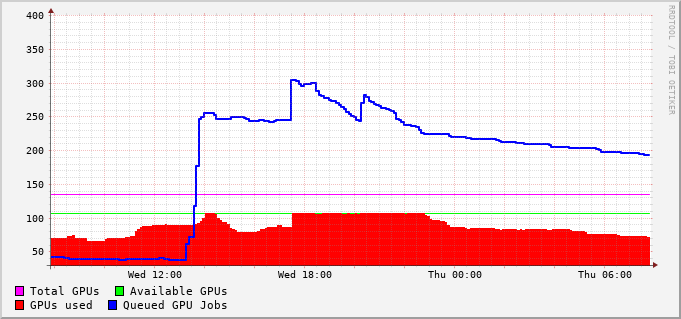 400
350
300
250
200
150
100
50
Wed 12:00 Wed 18:00 Thu 00:00 Thu 06:00
Total GPUs Available GPUs
GPUs used Queued GPU Jobs
RRDTOOL / TOBI OETIKER